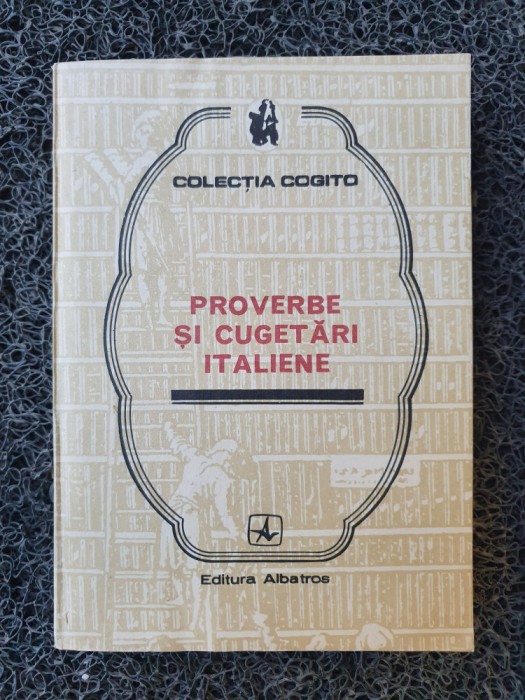 COLECȚIA COGITO
PROVERBE
ȘI CUGETĂRI
ITALIENE
Editura Albatros